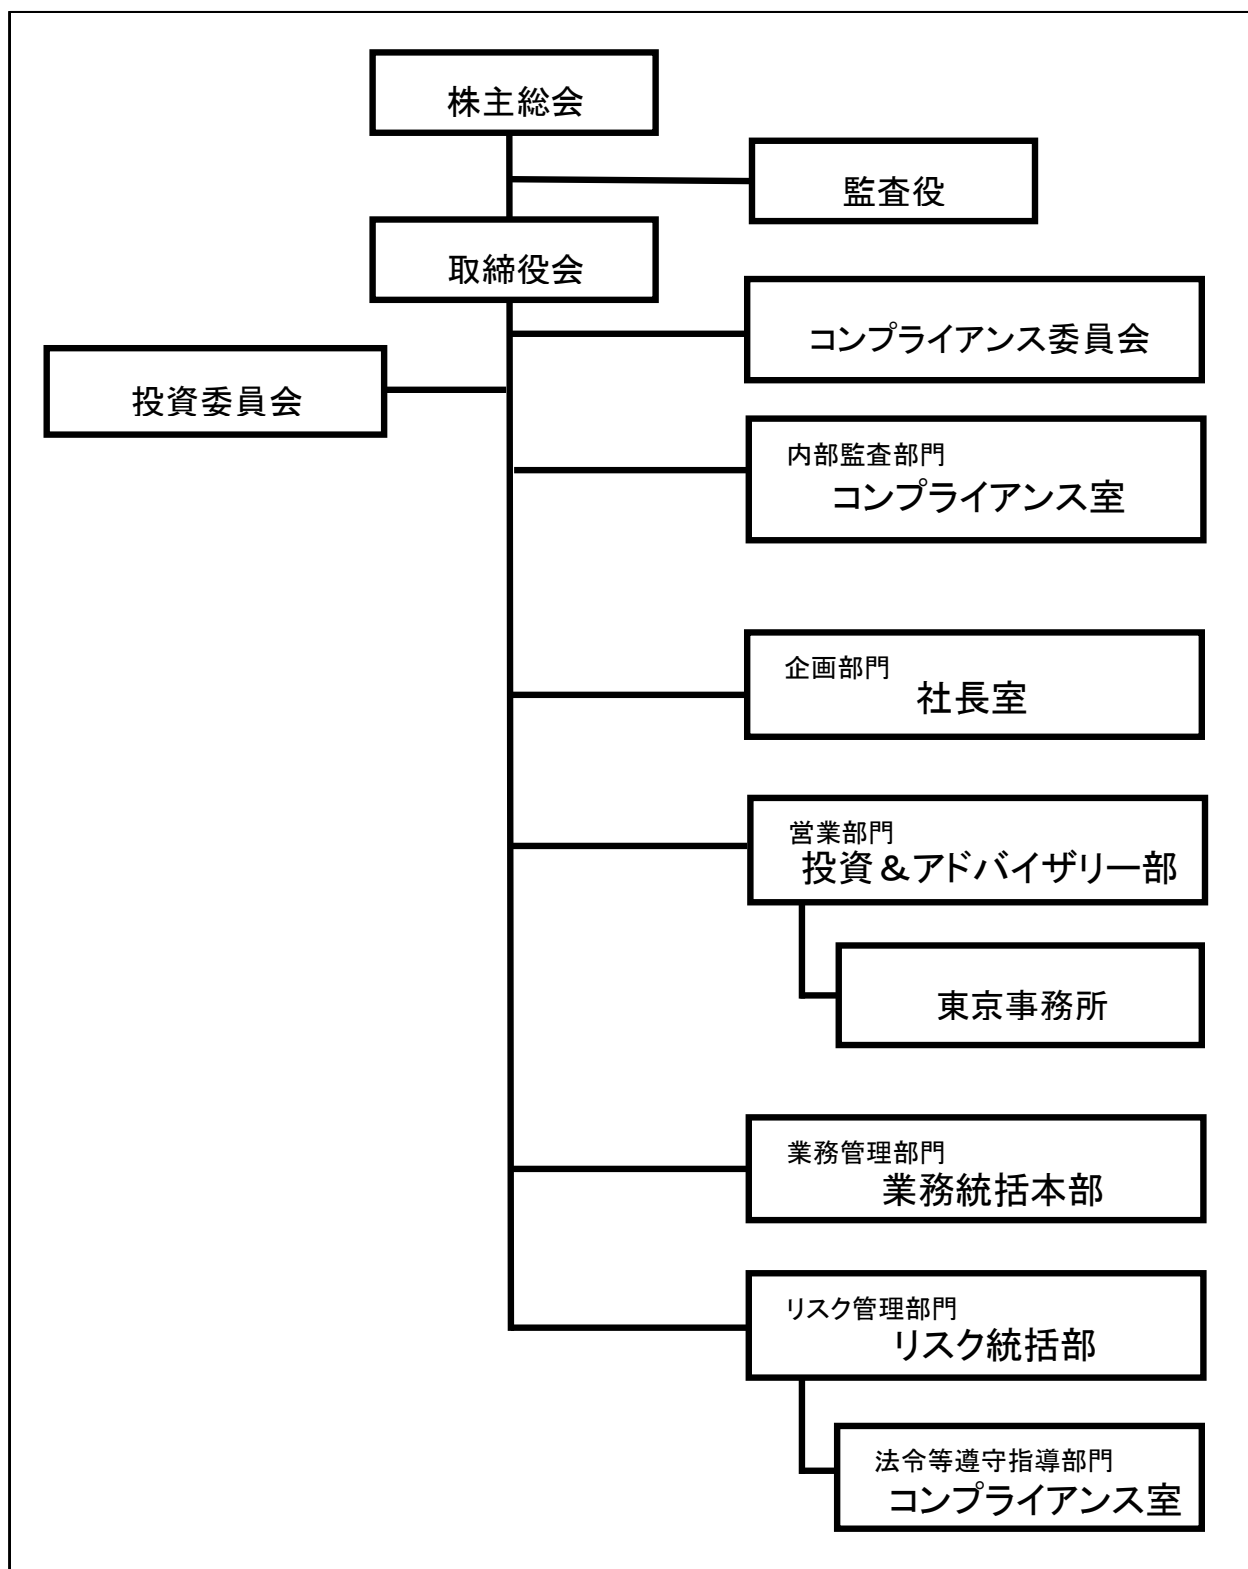 株主総会
監査役
取締役会
コンプライアンス委員会
投資委員会
内部監査部門
コンプライアンス室
企画部門
社長室
営業部門
投資＆アドバイザリー部
東京事務所
業務管理部門
業務統括本部
リスク管理部門
リスク統括部
法令等遵守指導部門
コンプライアンス室